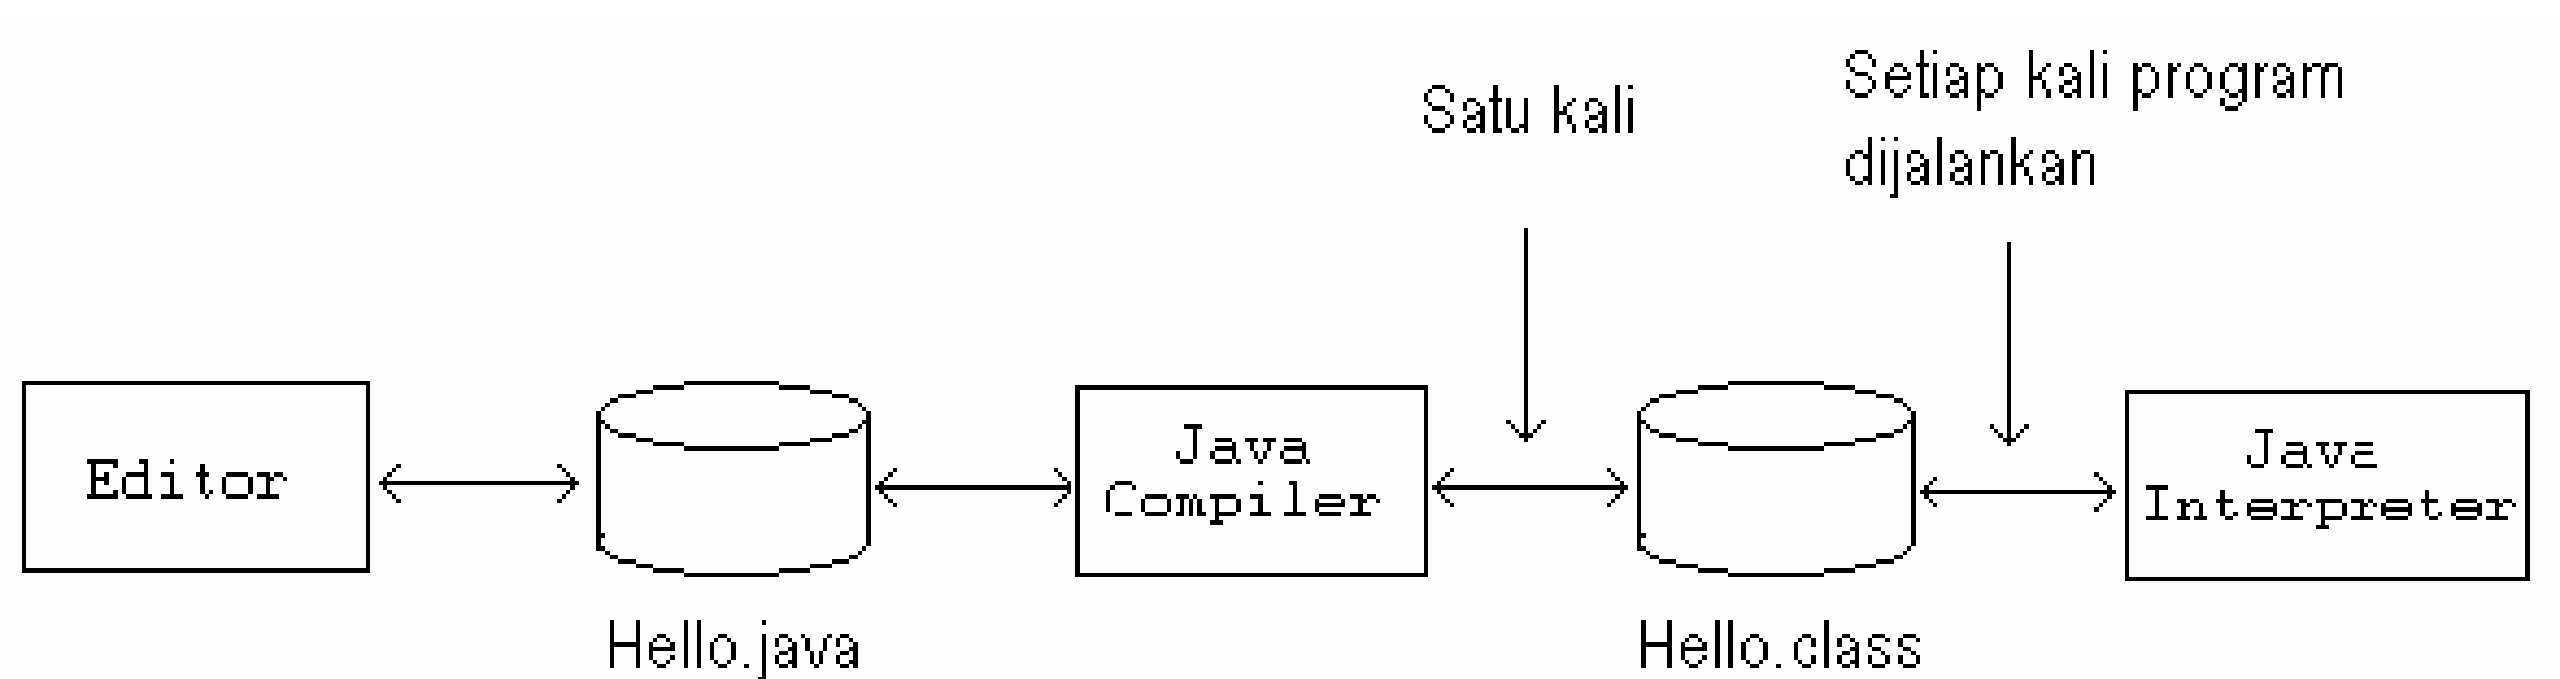 Satu kali
Setiap kali program
dijalankan
Editor
Java
Compiler
Java
Interpreter
Hello.java
Hello.class